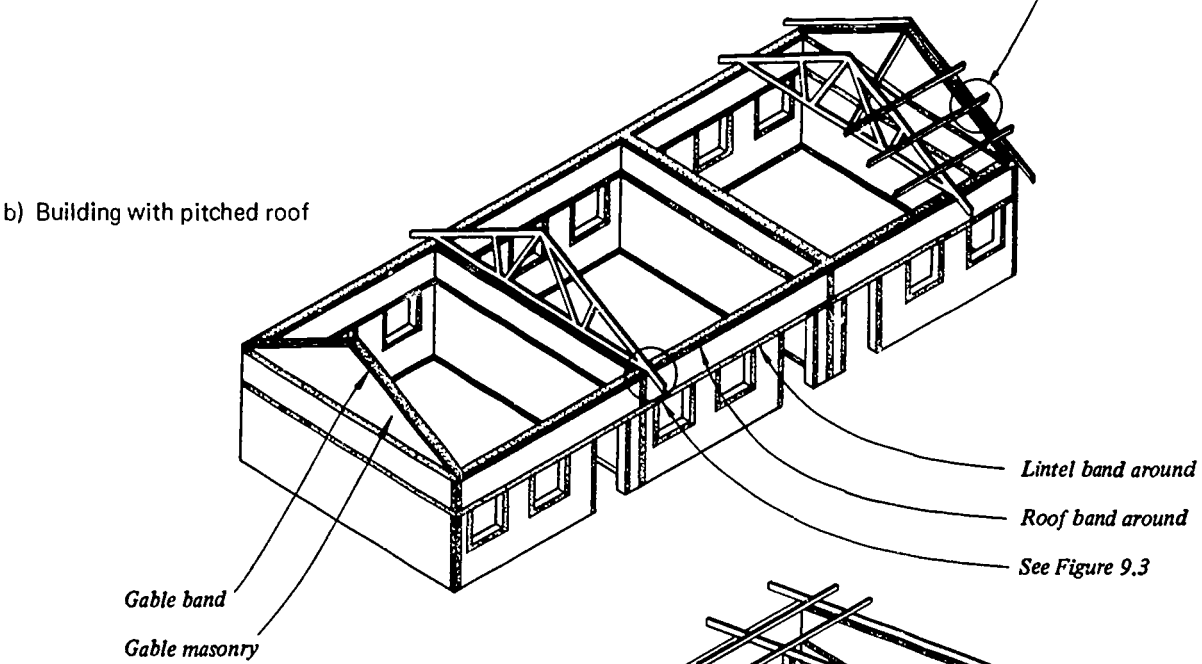 b) Building with pitched roof
Lintel band around
Roof band around
See Figure 9.3
Gable band
Gable masonry